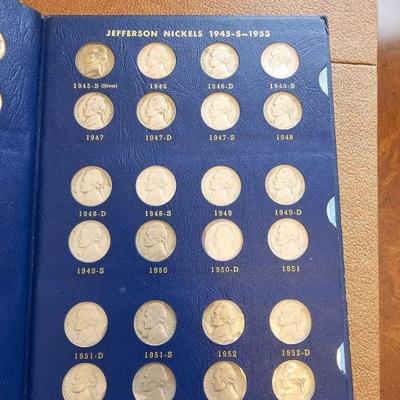 JEFFERSON NICKELS 1945-S—1953
1945-S (Silver) 1946 1946-D 1946-S
1947 1947-D 1947-S 1948
1948-D 1948-S 1949 1949-D
1949-S 1950 1950-D 1951
1951-D 1951-S 1952 1952-D